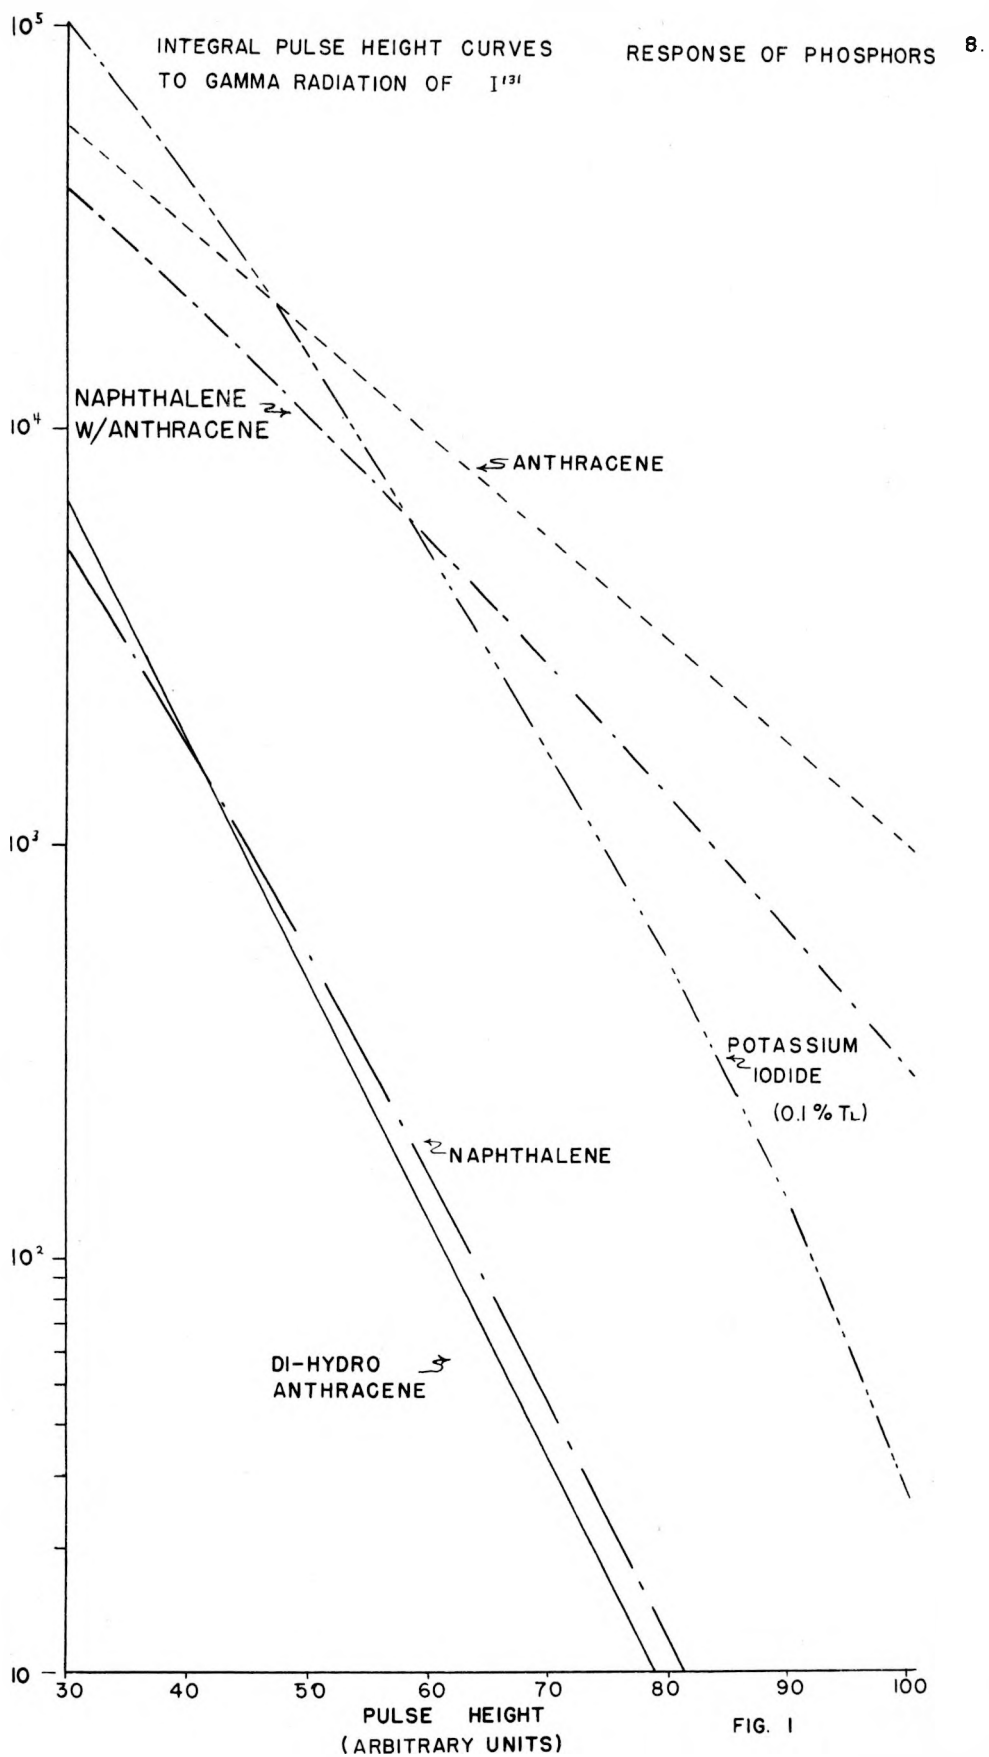 INTEGRAL PULSE HEIGHT CURVES
TO GAMMA RADIATION OF I¹³¹
RESPONSE OF PHOSPHORS
8.
10⁵
NAPHTHALENE
W/ANTHRACENE
10⁴
ANTHRACENE
10³
POTASSIUM
IODIDE
(0.1 % TL)
NAPHTHALENE
10²
DI-HYDRO
ANTHRACENE
10
30 40 50 60 70 80 90 100
PULSE HEIGHT
(ARBITRARY UNITS)
FIG. 1